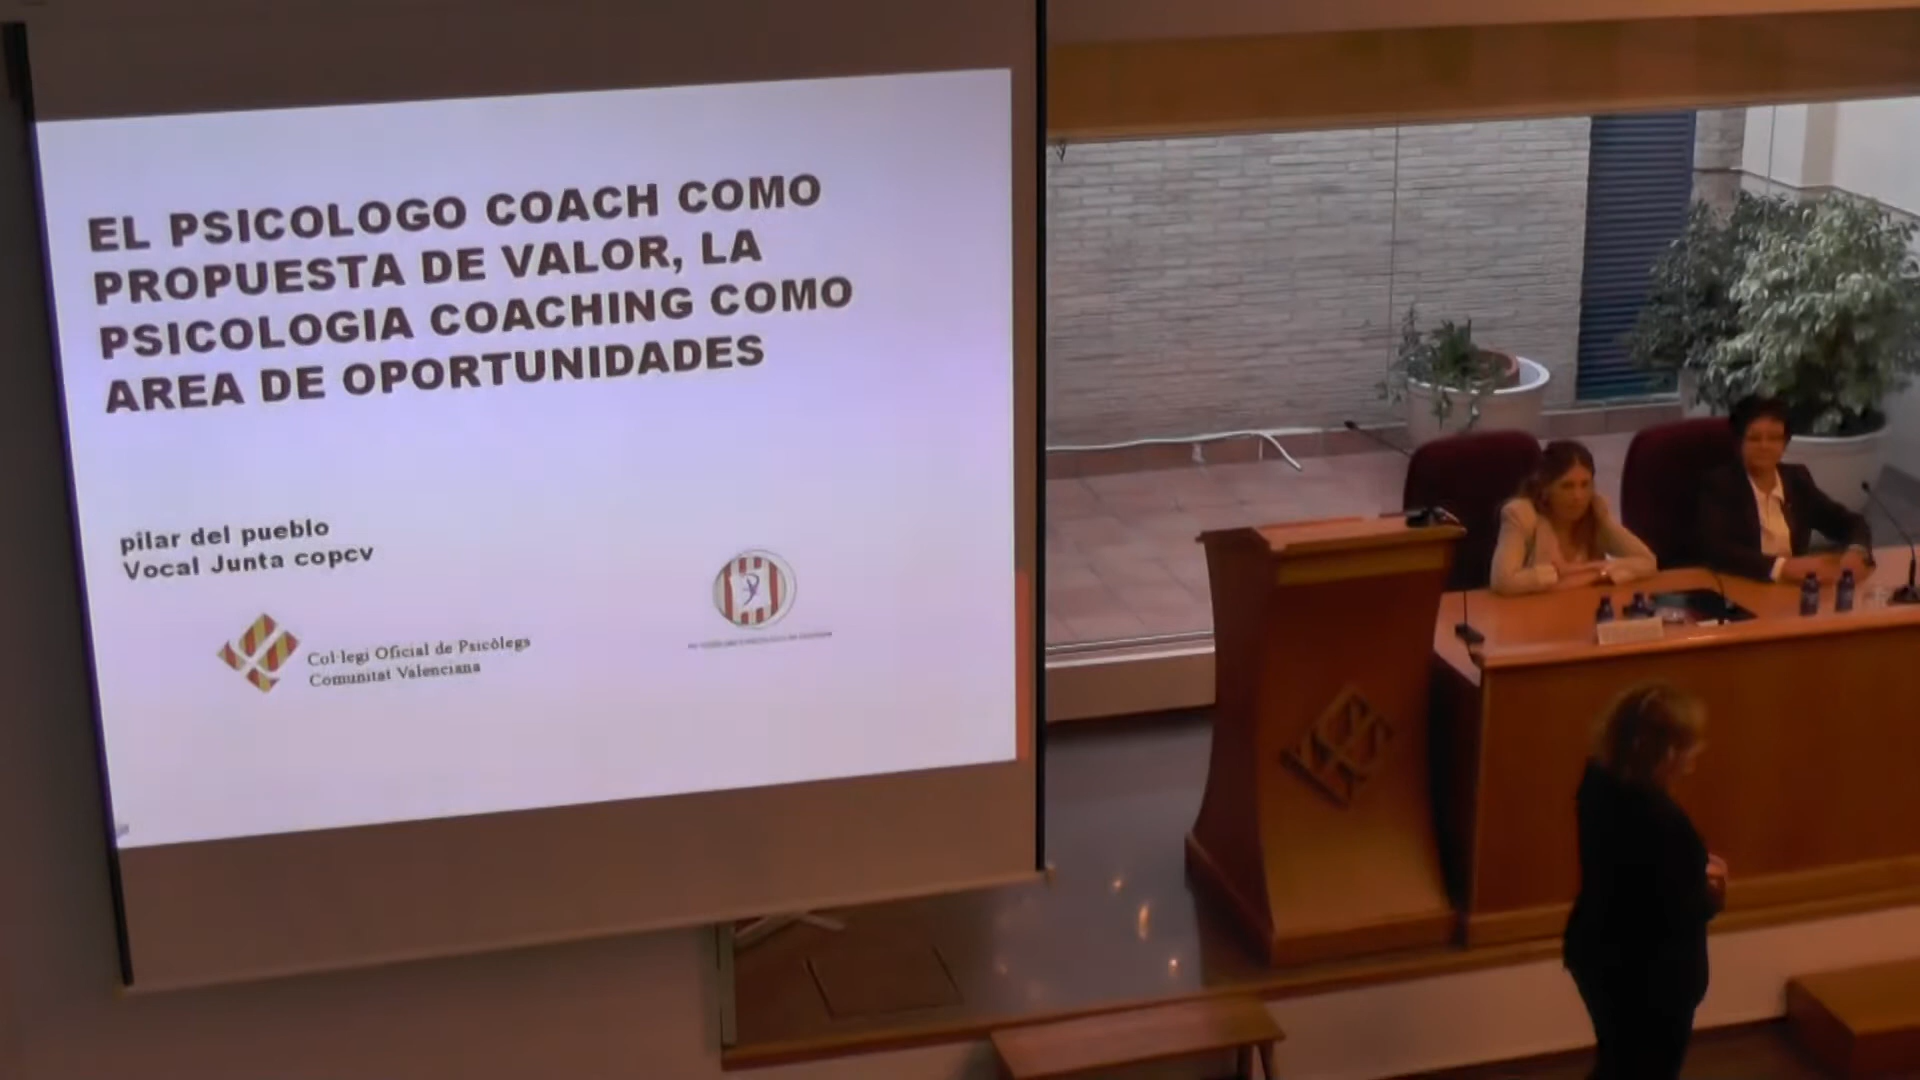 EL PSICOLOGO COACH COMO
PROPUESTA DE VALOR, LA
PSICOLOGIA COACHING COMO
AREA DE OPORTUNIDADES
pilar del pueblo
Vocal Junta copcv
Col·legi Oficial de Psicòlegs
Comunitat Valenciana